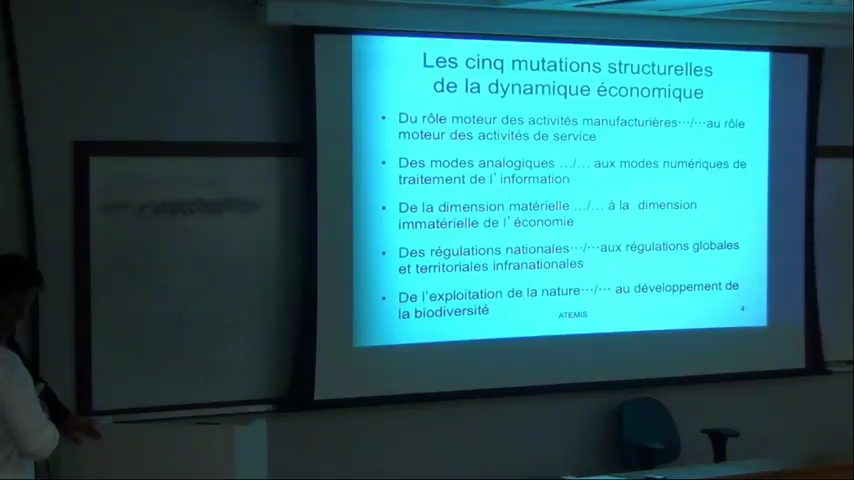 Les cinq mutations structurelles
de la dynamique économique
• Du rôle moteur des activités manufacturières…/…au rôle
moteur des activités de service
• Des modes analogiques …/… aux modes numériques de
traitement de l'information
• De la dimension matérielle …/… à la dimension
immatérielle de l'économie
• Des régulations nationales…/…aux régulations globales
et territoriales infranationales
• De l'exploitation de la nature…/… au développement de
la biodiversité
ATEMIS
4